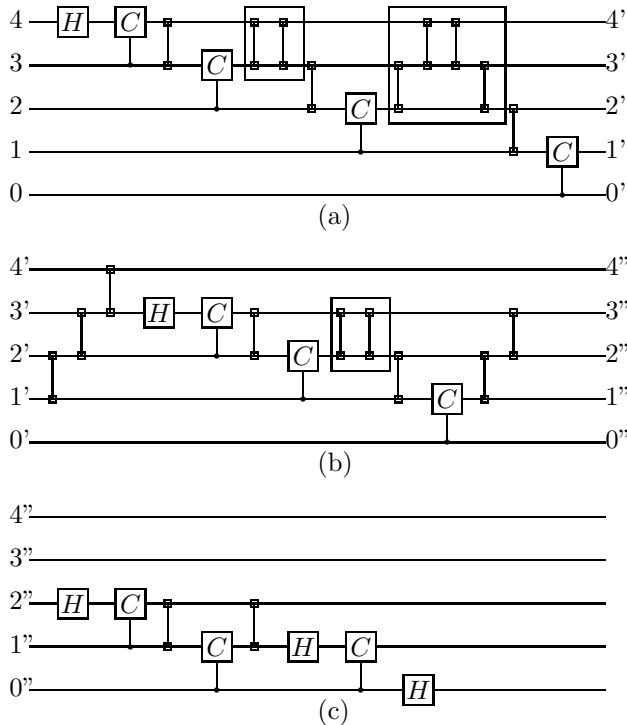 4 H C 4'
3 C 3'
2 C 2'
1 C 1'
0 0'
(a)
4' 4"
3' H C 3"
2' C 2"
1' C 1"
0' 0"
(b)
4"
3"
2" H C
1" C H C
0" H
(c)